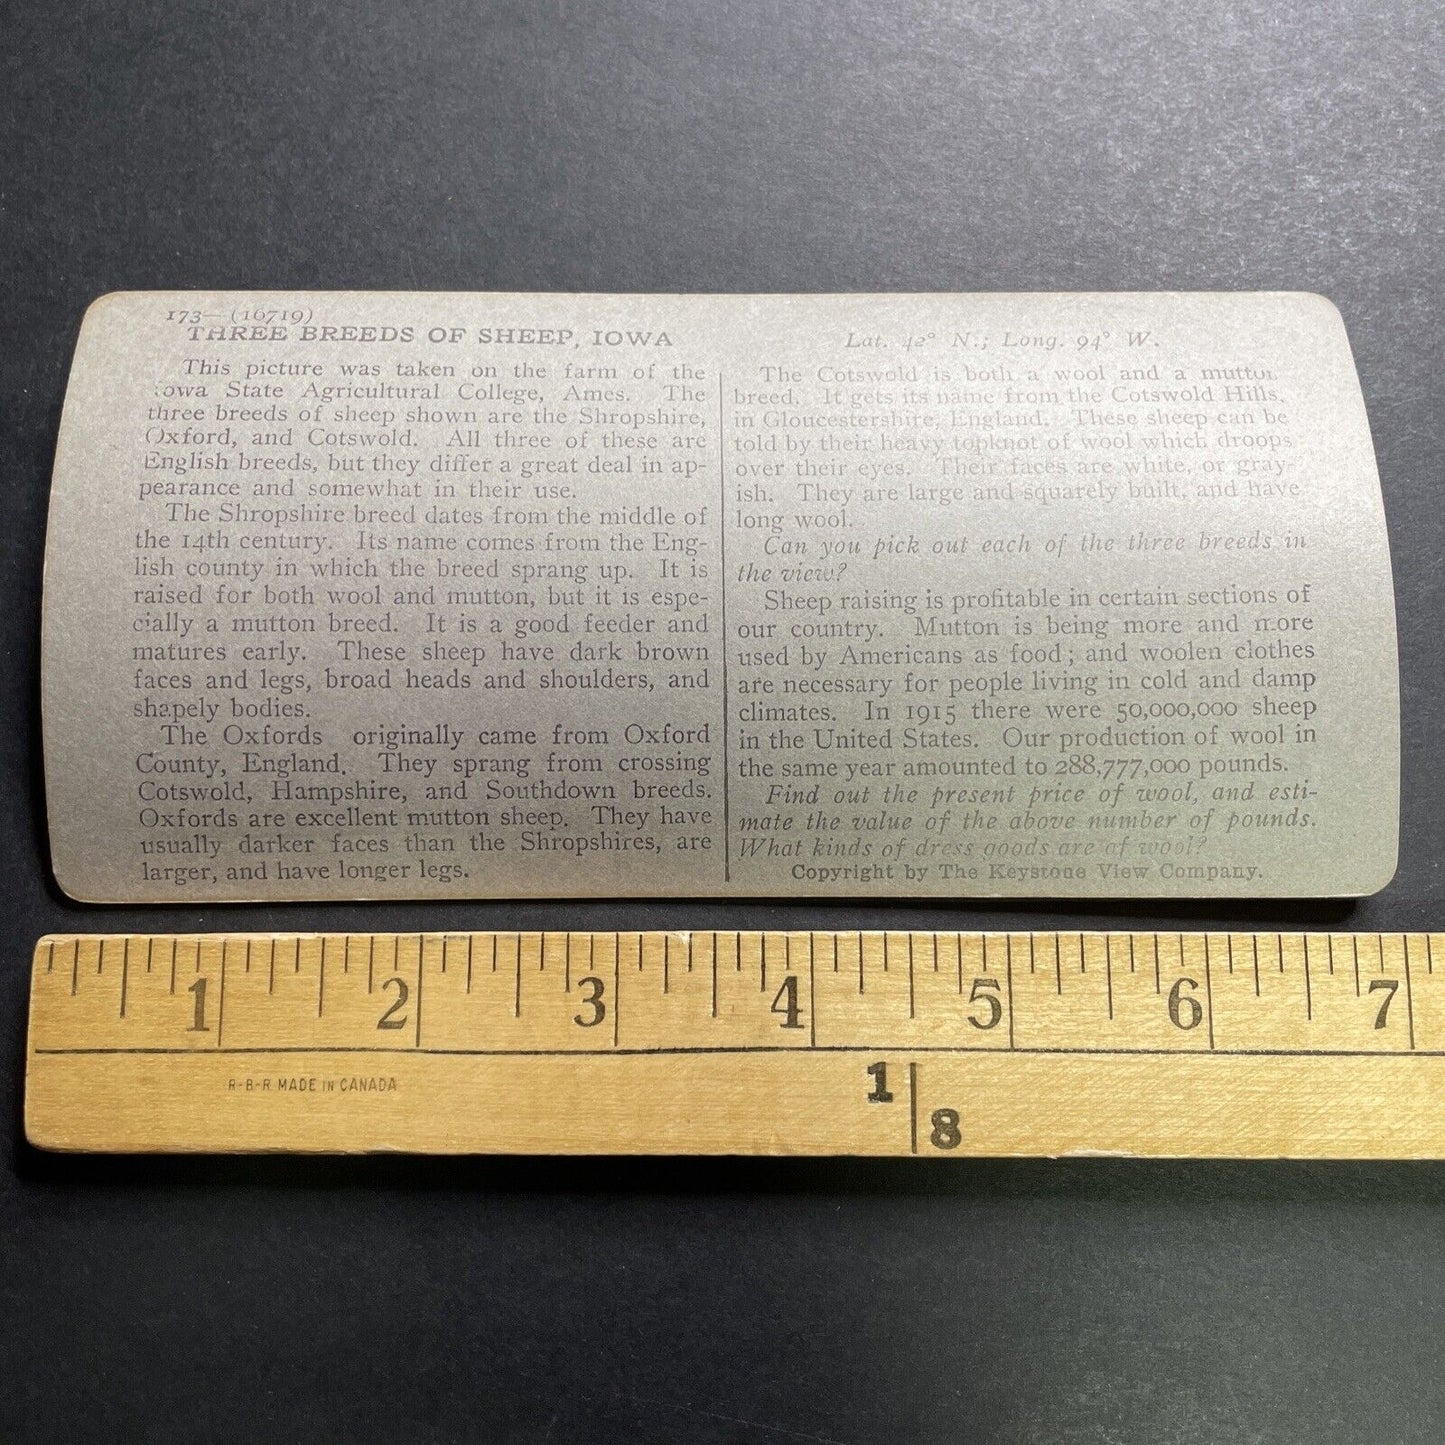 173—(10719)
THREE BREEDS OF SHEEP, IOWA
This picture was taken on the farm of the
Iowa State Agricultural College, Ames. The
three breeds of sheep shown are the Shropshire,
Oxford, and Cotswold. All three of these are
English breeds, but they differ a great deal in ap-
pearance and somewhat in their use.
The Shropshire breed dates from the middle of
the 14th century. Its name comes from the Eng-
lish county in which the breed sprang up. It is
raised for both wool and mutton, but it is espe-
cially a mutton breed. It is a good feeder and
matures early. These sheep have dark brown
faces and legs, broad heads and shoulders, and
shapely bodies.
The Oxfords originally came from Oxford
County, England. They sprang from crossing
Cotswold, Hampshire, and Southdown breeds.
Oxfords are excellent mutton sheep. They have
usually darker faces than the Shropshires, are
larger, and have longer legs.
Lat. 42° N.; Long. 94° W.
The Cotswold is both a wool and a mutton
breed. It gets its name from the Cotswold Hills,
in Gloucestershire, England. These sheep can be
told by their heavy topknot of wool which droops
over their eyes. Their faces are white, or gray-
ish. They are large and squarely built, and have
long wool.
Can you pick out each of the three breeds in
the view?
Sheep raising is profitable in certain sections of
our country. Mutton is being more and more
used by Americans as food; and woolen clothes
are necessary for people living in cold and damp
climates. In 1915 there were 50,000,000 sheep
in the United States. Our production of wool in
the same year amounted to 288,777,000 pounds.
Find out the present price of wool, and esti-
mate the value of the above number of pounds.
What kinds of dress goods are of wool?
Copyright by The Keystone View Company.
1 2 3 4 5 6 7
R-B-R MADE IN CANADA
1
8